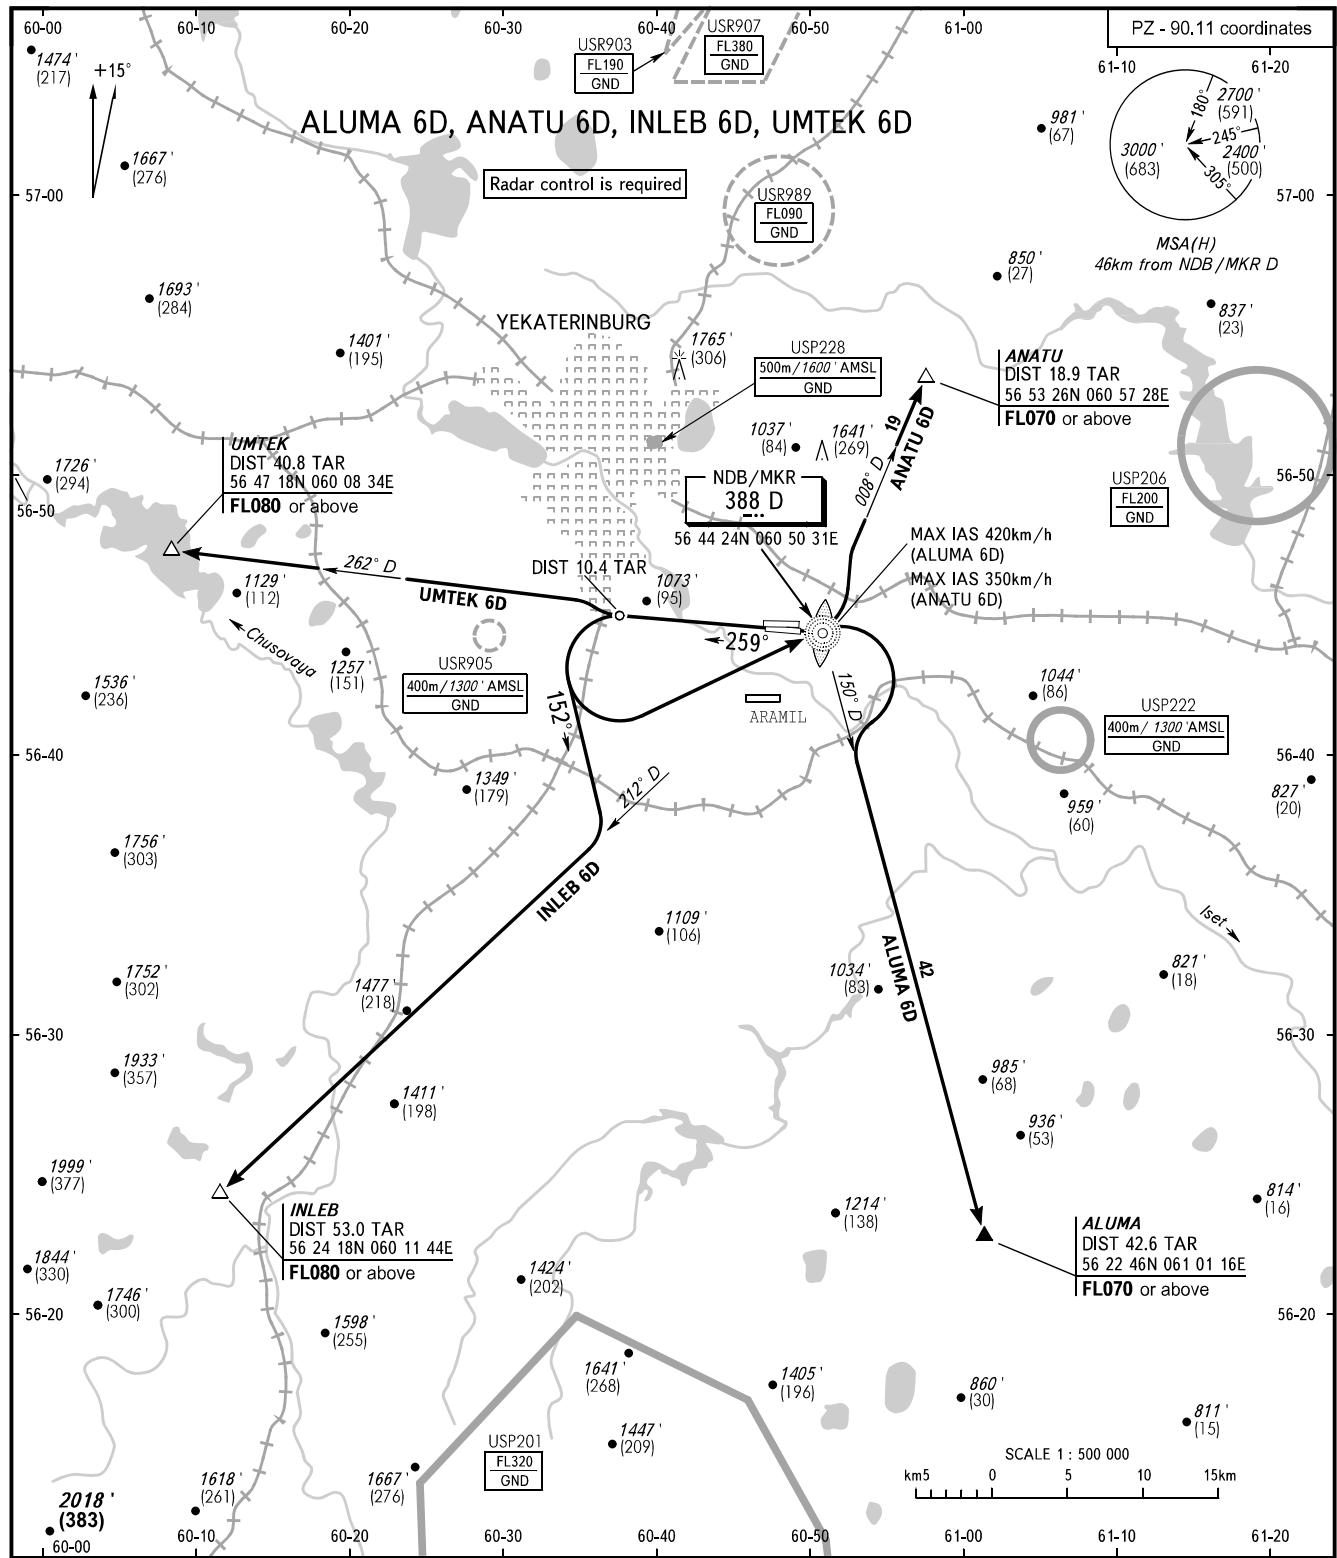 60-00
60-10
60-20
60-30
60-40
60-50
61-00
PZ - 90.11 coordinates
61-10
61-20
1474'
(217)
+15°
USR903
FL190
GND
USR907
FL380
GND
ALUMA 6D, ANATU 6D, INLEB 6D, UMTEK 6D
981'
(67)
180°
2700'
(591)
245°
3000'
(683)
2400'
(500)
305°
1667'
(276)
Radar control is required
57-00
57-00
USR989
FL090
GND
MSA(H)
46km from NDB/MKR D
850'
(27)
1693'
(284)
837'
(23)
YEKATERINBURG
1401'
(195)
1765'
(306)
USP228
500m/1600' AMSL
GND
ANATU
DIST 18.9 TAR
56 53 26N 060 57 28E
FL070 or above
19
ANATU 6D
008° D
1037'
(84)
1641'
(269)
UMTEK
DIST 40.8 TAR
56 47 18N 060 08 34E
FL080 or above
1726'
(294)
56-50
56-50
NDB/MKR
388 D
56 44 24N 060 50 31E
USP206
FL200
GND
MAX IAS 420km/h
(ALUMA 6D)
MAX IAS 350km/h
(ANATU 6D)
262° D
UMTEK 6D
DIST 10.4 TAR
1129'
(112)
1073'
(95)
259°
Chusovaya
1257'
(151)
USR905
400m/1300' AMSL
GND
152°
150° D
ARAMIL
1536'
(236)
1044'
(86)
USP222
400m/1300'AMSL
GND
56-40
56-40
1349'
(179)
212° D
959'
(60)
827'
(20)
1756'
(303)
INLEB 6D
1109'
(106)
Iset
ALUMA 6D
42
1752'
(302)
1477'
(218)
1034'
(83)
821'
(18)
56-30
56-30
1933'
(357)
1411'
(198)
985'
(68)
936'
(53)
1999'
(377)
1214'
(138)
814'
(16)
INLEB
DIST 53.0 TAR
56 24 18N 060 11 44E
FL080 or above
ALUMA
DIST 42.6 TAR
56 22 46N 061 01 16E
FL070 or above
1844'
(330)
1424'
(202)
1746'
(300)
56-20
56-20
1598'
(255)
1641'
(268)
1405'
(196)
860'
(30)
811'
(15)
1447'
(209)
USP201
FL320
GND
SCALE 1 : 500 000
km5
0
5
10
15km
1667'
(276)
1618'
(261)
2018'
(383)
60-00
60-10
60-20
60-30
60-40
60-50
61-00
61-10
61-20